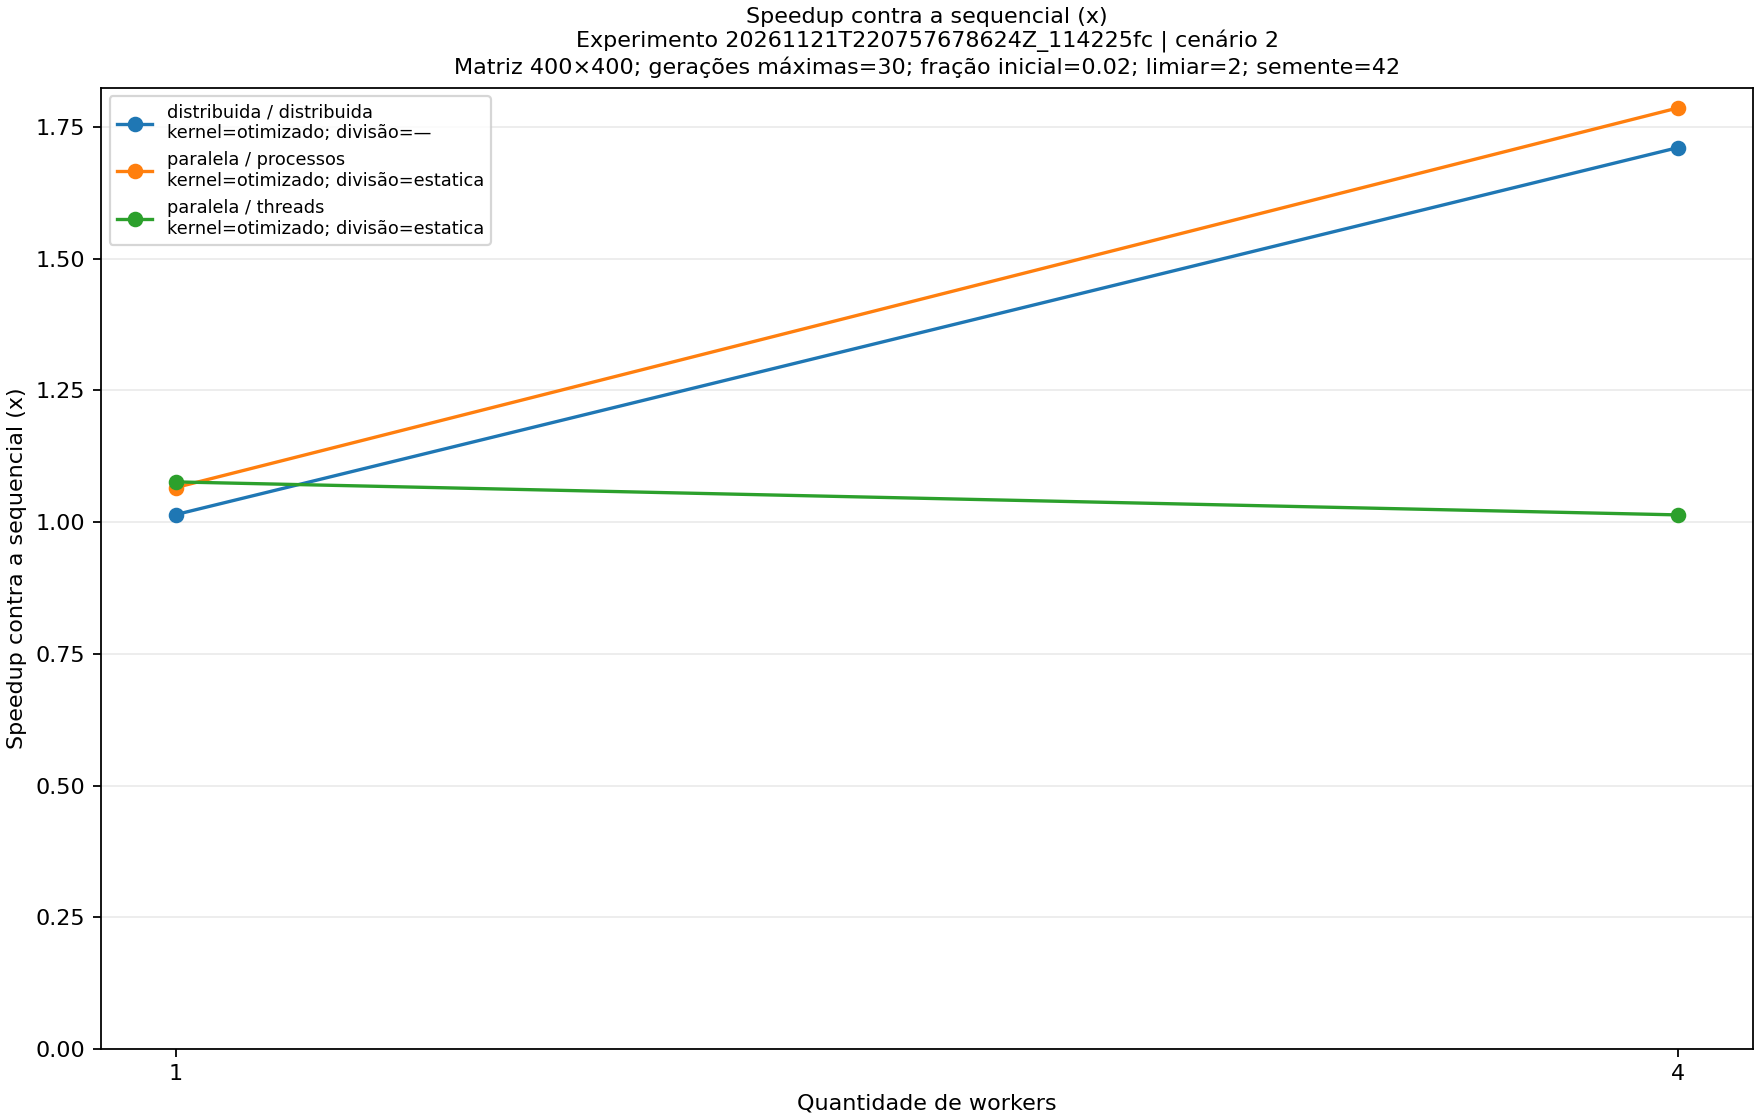 Speedup contra a sequencial (x)
Experimento 20261121T220757678624Z_114225fc | cenário 2
Matriz 400×400; gerações máximas=30; fração inicial=0.02; limiar=2; semente=42
distribuida / distribuida
kernel=otimizado; divisão=—
paralela / processos
kernel=otimizado; divisão=estatica
paralela / threads
kernel=otimizado; divisão=estatica
Speedup contra a sequencial (x)
1.75
1.50
1.25
1.00
0.75
0.50
0.25
0.00
1
4
Quantidade de workers